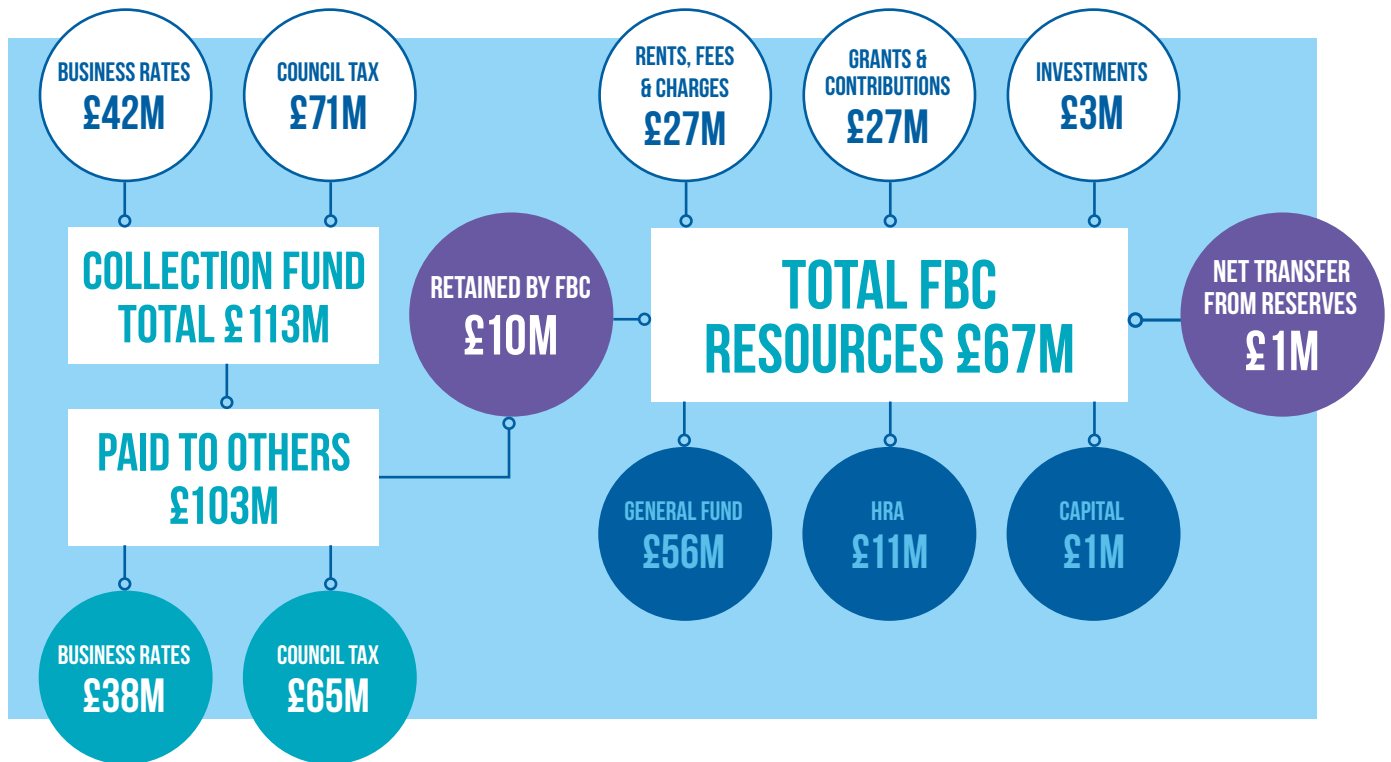 BUSINESS RATES
£42M
COUNCIL TAX
£71M
RENTS, FEES
& CHARGES
£27M
GRANTS &
CONTRIBUTIONS
£27M
INVESTMENTS
£3M
COLLECTION FUND
TOTAL £113M
RETAINED BY FBC
£10M
TOTAL FBC
RESOURCES £67M
NET TRANSFER
FROM RESERVES
£1M
PAID TO OTHERS
£103M
GENERAL FUND
£56M
HRA
£11M
CAPITAL
£1M
BUSINESS RATES
£38M
COUNCIL TAX
£65M